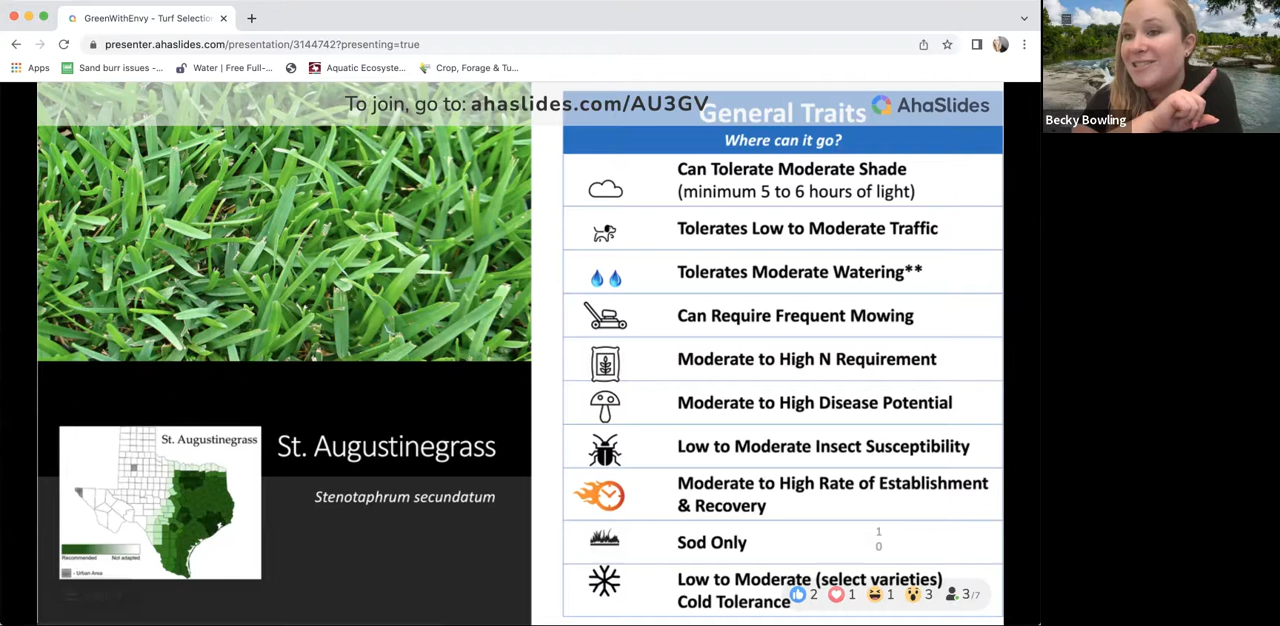 GreenWithEnvy - Turf Selectio
presenter.ahaslides.com/presentation/3144742?presenting=true
Apps
Sand burr issues -...
Water | Free Full-...
Aquatic Ecosyste...
Crop, Forage & Tu...
Becky Bowling
To join, go to: ahaslides.com/AU3GV
AhaSlides
General Traits
Where can it go?
Can Tolerate Moderate Shade
(minimum 5 to 6 hours of light)
Tolerates Low to Moderate Traffic
Tolerates Moderate Watering**
Can Require Frequent Mowing
Moderate to High N Requirement
Moderate to High Disease Potential
Low to Moderate Insect Susceptibility
Moderate to High Rate of Establishment
& Recovery
Sod Only
1
0
Low to Moderate (select varieties)
Cold Tolerance
2
1
1
3
3/7
St. Augustinegrass
Stenotaphrum secundatum
St. Augustinegrass
Recommended
Not adapted
- Urban Area